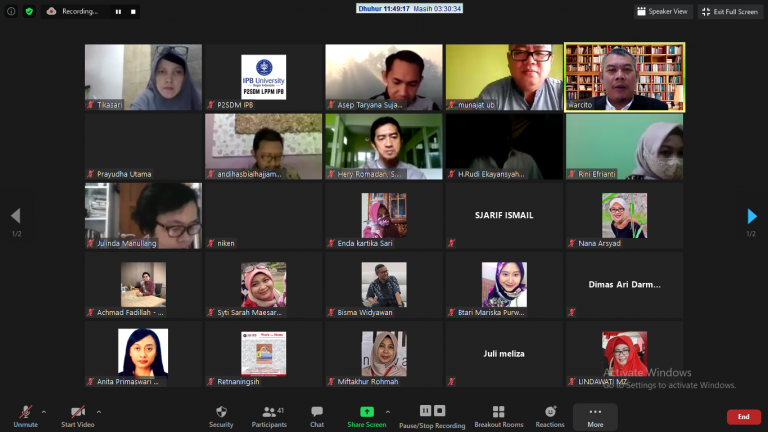 Recording...
Dhuhur 11:49:17 Masih 03:30:34
Speaker View
Exit Full Screen
Tikasari
IPB University
P2SDM LPPM IPB
P2SDM IPB
Asep Taryana Suja...
munajat ub
warcito
Prayudha Utama
andihasbialhajjam...
Hery Romadan, S...
H.Rudi Ekayansyah...
Rini Efrianti
Julinda Manullang
niken
Enda kartika Sari
SJARIF ISMAIL
Nana Arsyad
1/2
1/2
Achmad Fadillah - ...
Syti Sarah Maesar...
Bisma Widyawan
Btari Mariska Purw...
Dimas Ari Darm...
Anita Primaswari ...
Retnaningsih
Miftakhur Rohmah
Juli meliza
LINDAWATI MZ
Activate Windows
Go to Settings to activate Windows.
Unmute
Start Video
Security
Participants
41
Chat
Share Screen
Pause/Stop Recording
Breakout Rooms
Reactions
More
End